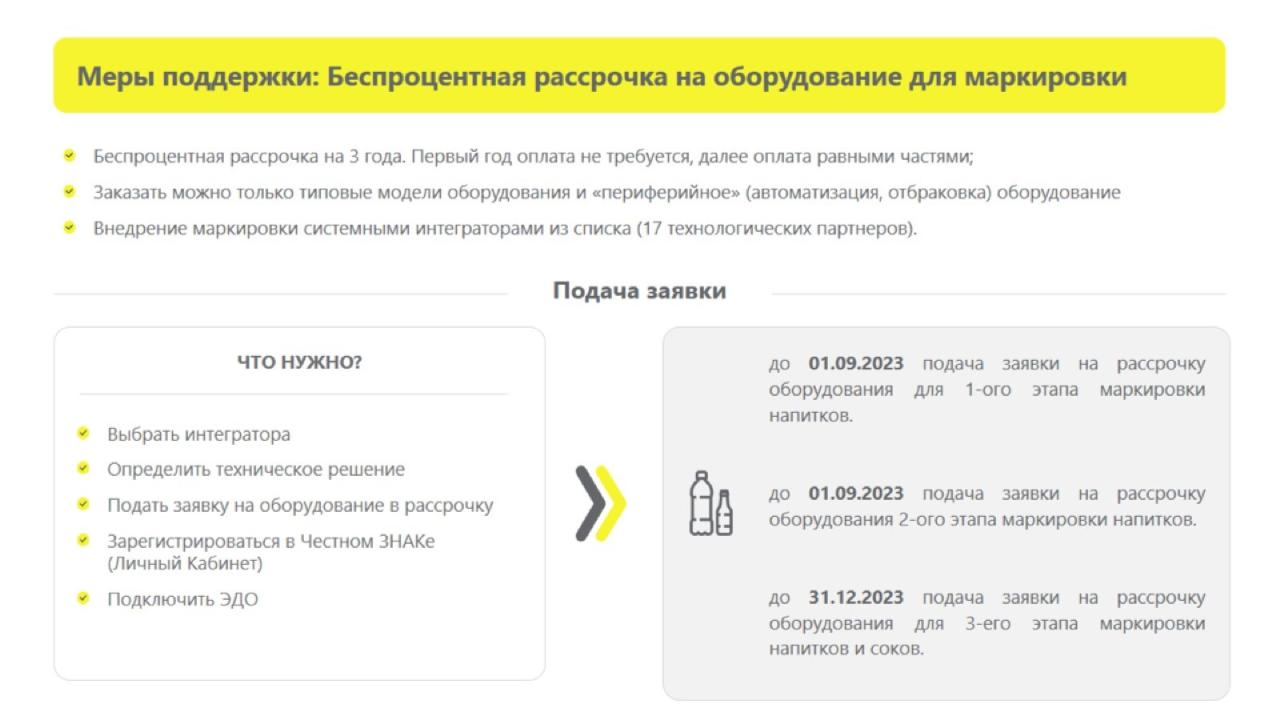 Меры поддержки: Беспроцентная рассрочка на оборудование для маркировки
Беспроцентная рассрочка на 3 года. Первый год оплата не требуется, далее оплата равными частями;
Заказать можно только типовые модели оборудования и «периферийное» (автоматизация, отбраковка) оборудование
Внедрение маркировки системными интеграторами из списка (17 технологических партнеров).
Подача заявки
ЧТО НУЖНО?
Выбрать интегратора
Определить техническое решение
Подать заявку на оборудование в рассрочку
Зарегистрироваться в Честном ЗНАКе
(Личный Кабинет)
Подключить ЭДО
до 01.09.2023 подача заявки на рассрочку
оборудования для 1-ого этапа маркировки
напитков.
до 01.09.2023 подача заявки на рассрочку
оборудования 2-ого этапа маркировки напитков.
до 31.12.2023 подача заявки на рассрочку
оборудования для 3-его этапа маркировки
напитков и соков.